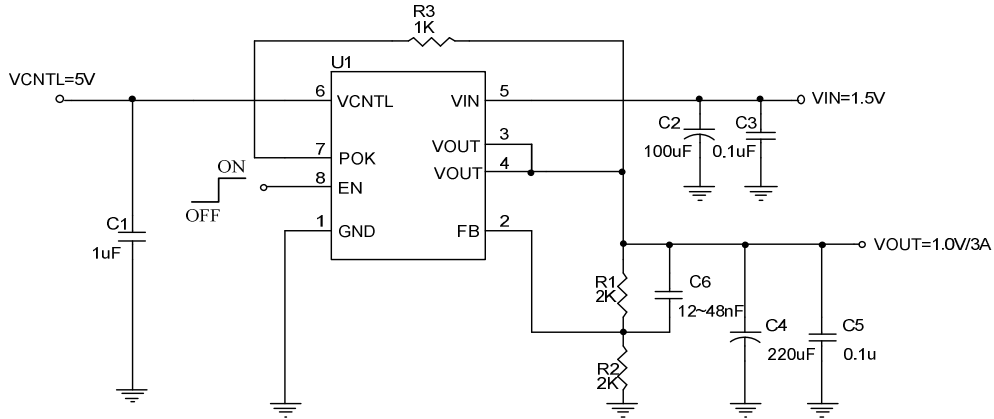 R3
1K
U1
VCNTL=5V
6
VCNTL
VIN
5
VIN=1.5V
C2
100uF
C3
0.1uF
3
VOUT
7
POK
VOUT
4
ON
OFF
8
EN
C1
1uF
1
GND
FB
2
VOUT=1.0V/3A
R1
2K
C6
12~48nF
C4
220uF
C5
0.1u
R2
2K